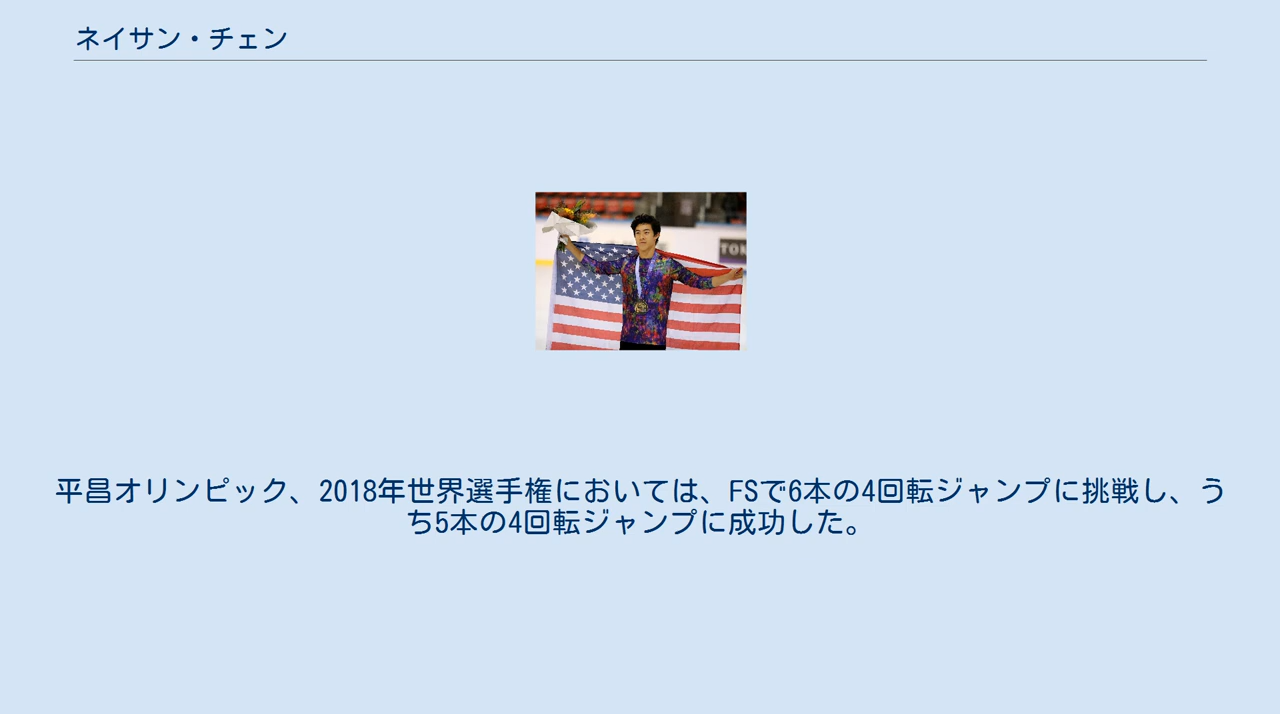 ネイサン・チェン
平昌オリンピック、2018年世界選手権においては、FSで6本の4回転ジャンプに挑戦し、う
ち5本の4回転ジャンプに成功した。